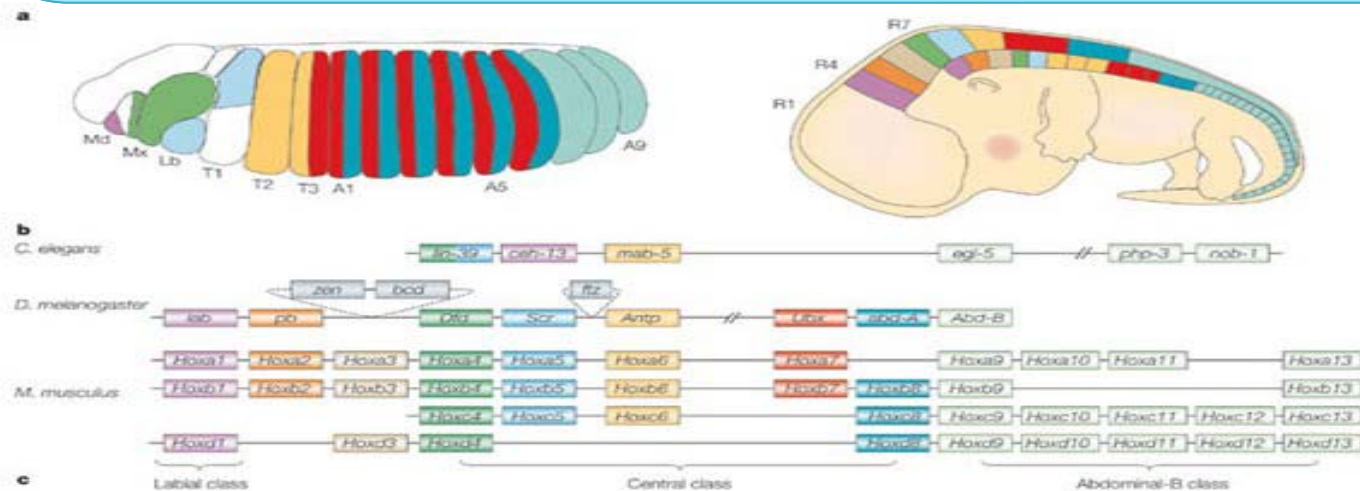 a
R7
R4
R1
Md
Mx
Lb
T1
T2
T3
A1
A5
A9
b
C. elegans
lin-39 ceh-13 mab-5 egl-5 // php-3 nob-1
zen bcd ftz
D. melanogaster
lab pb Dfd Scr Antp // Ubx abd-A Abd-B
Hoxa1 Hoxa2 Hoxa3 Hoxa4 Hoxa5 Hoxa6 Hoxa7 Hoxa9 Hoxa10 Hoxa11 Hoxa13
M. musculus
Hoxb1 Hoxb2 Hoxb3 Hoxb4 Hoxb5 Hoxb6 Hoxb7 Hoxb8 Hoxb9 Hoxb13
Hoxc4 Hoxc5 Hoxc6 Hoxc8 Hoxc9 Hoxc10 Hoxc11 Hoxc12 Hoxc13
Hoxd1 Hoxd3 Hoxd4 Hoxd8 Hoxd9 Hoxd10 Hoxd11 Hoxd12 Hoxd13
c
Labial class Central class Abdominal-B class